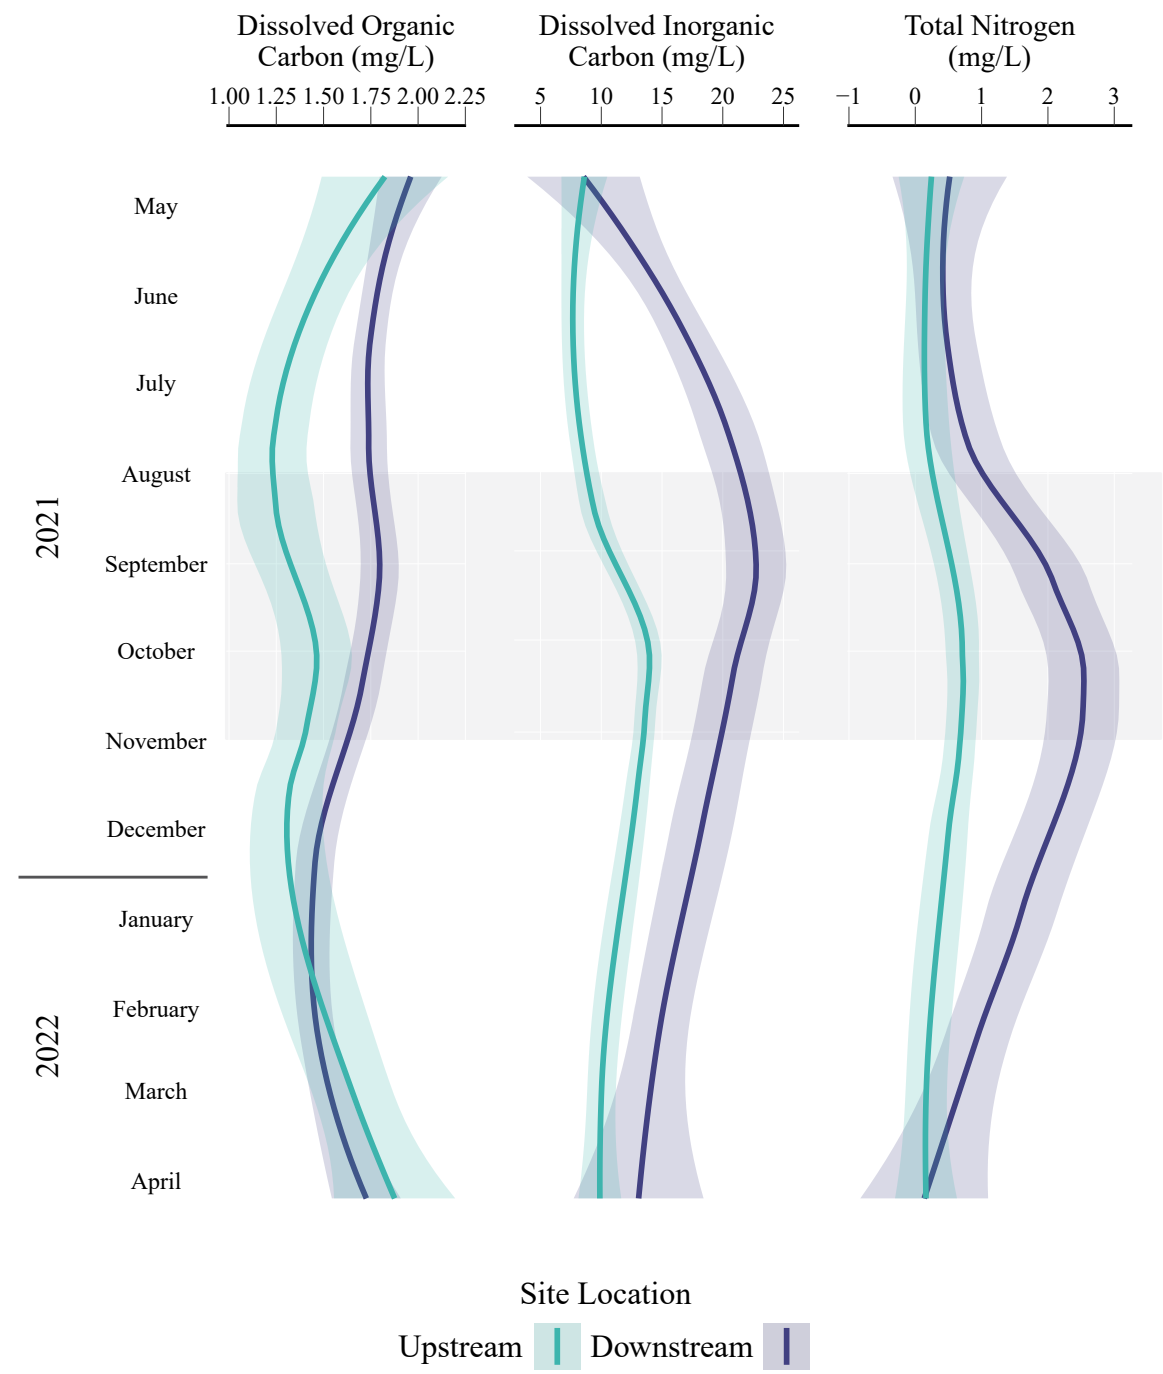 Dissolved Organic
Carbon (mg/L)
Dissolved Inorganic
Carbon (mg/L)
Total Nitrogen
(mg/L)
1.00 1.25 1.50 1.75 2.00 2.25
5 10 15 20 25
−1 0 1 2 3
May
June
July
August
2021
September
October
November
December
January
February
2022
March
April
Site Location
Upstream Downstream